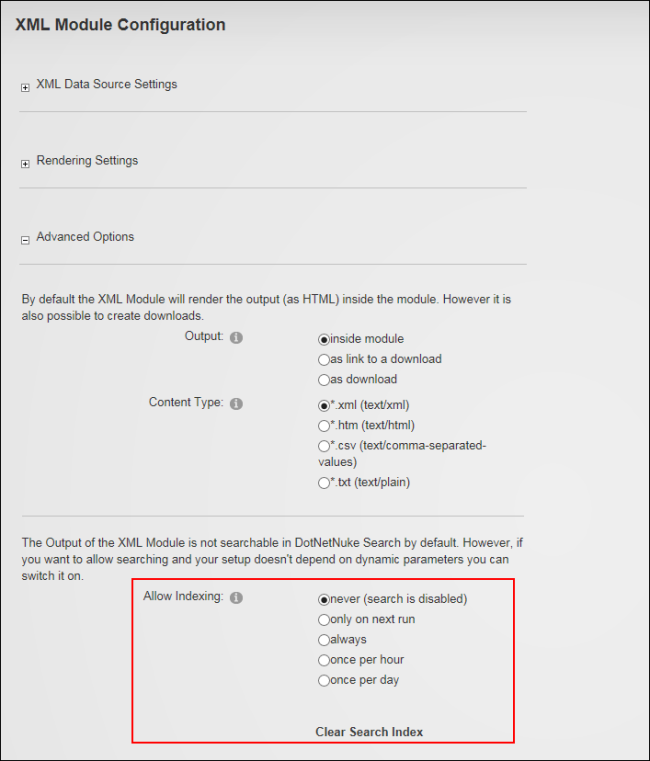 XML Module Configuration
XML Data Source Settings
Rendering Settings
Advanced Options
By default the XML Module will render the output (as HTML) inside the module. However it is
also possible to create downloads.
Output:
inside module
as link to a download
as download
Content Type:
*.xml (text/xml)
*.htm (text/html)
*.csv (text/comma-separated-
values)
*.txt (text/plain)
The Output of the XML Module is not searchable in DotNetNuke Search by default. However, if
you want to allow searching and your setup doesn't depend on dynamic parameters you can
switch it on.
Allow Indexing:
never (search is disabled)
only on next run
always
once per hour
once per day
Clear Search Index